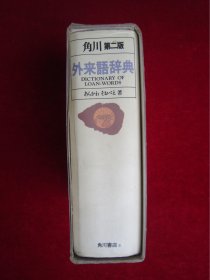 角川 第二版
外来語辞典
DICTIONARY OF
LOAN-WORDS
あらかわ そおべえ 著
角川書店